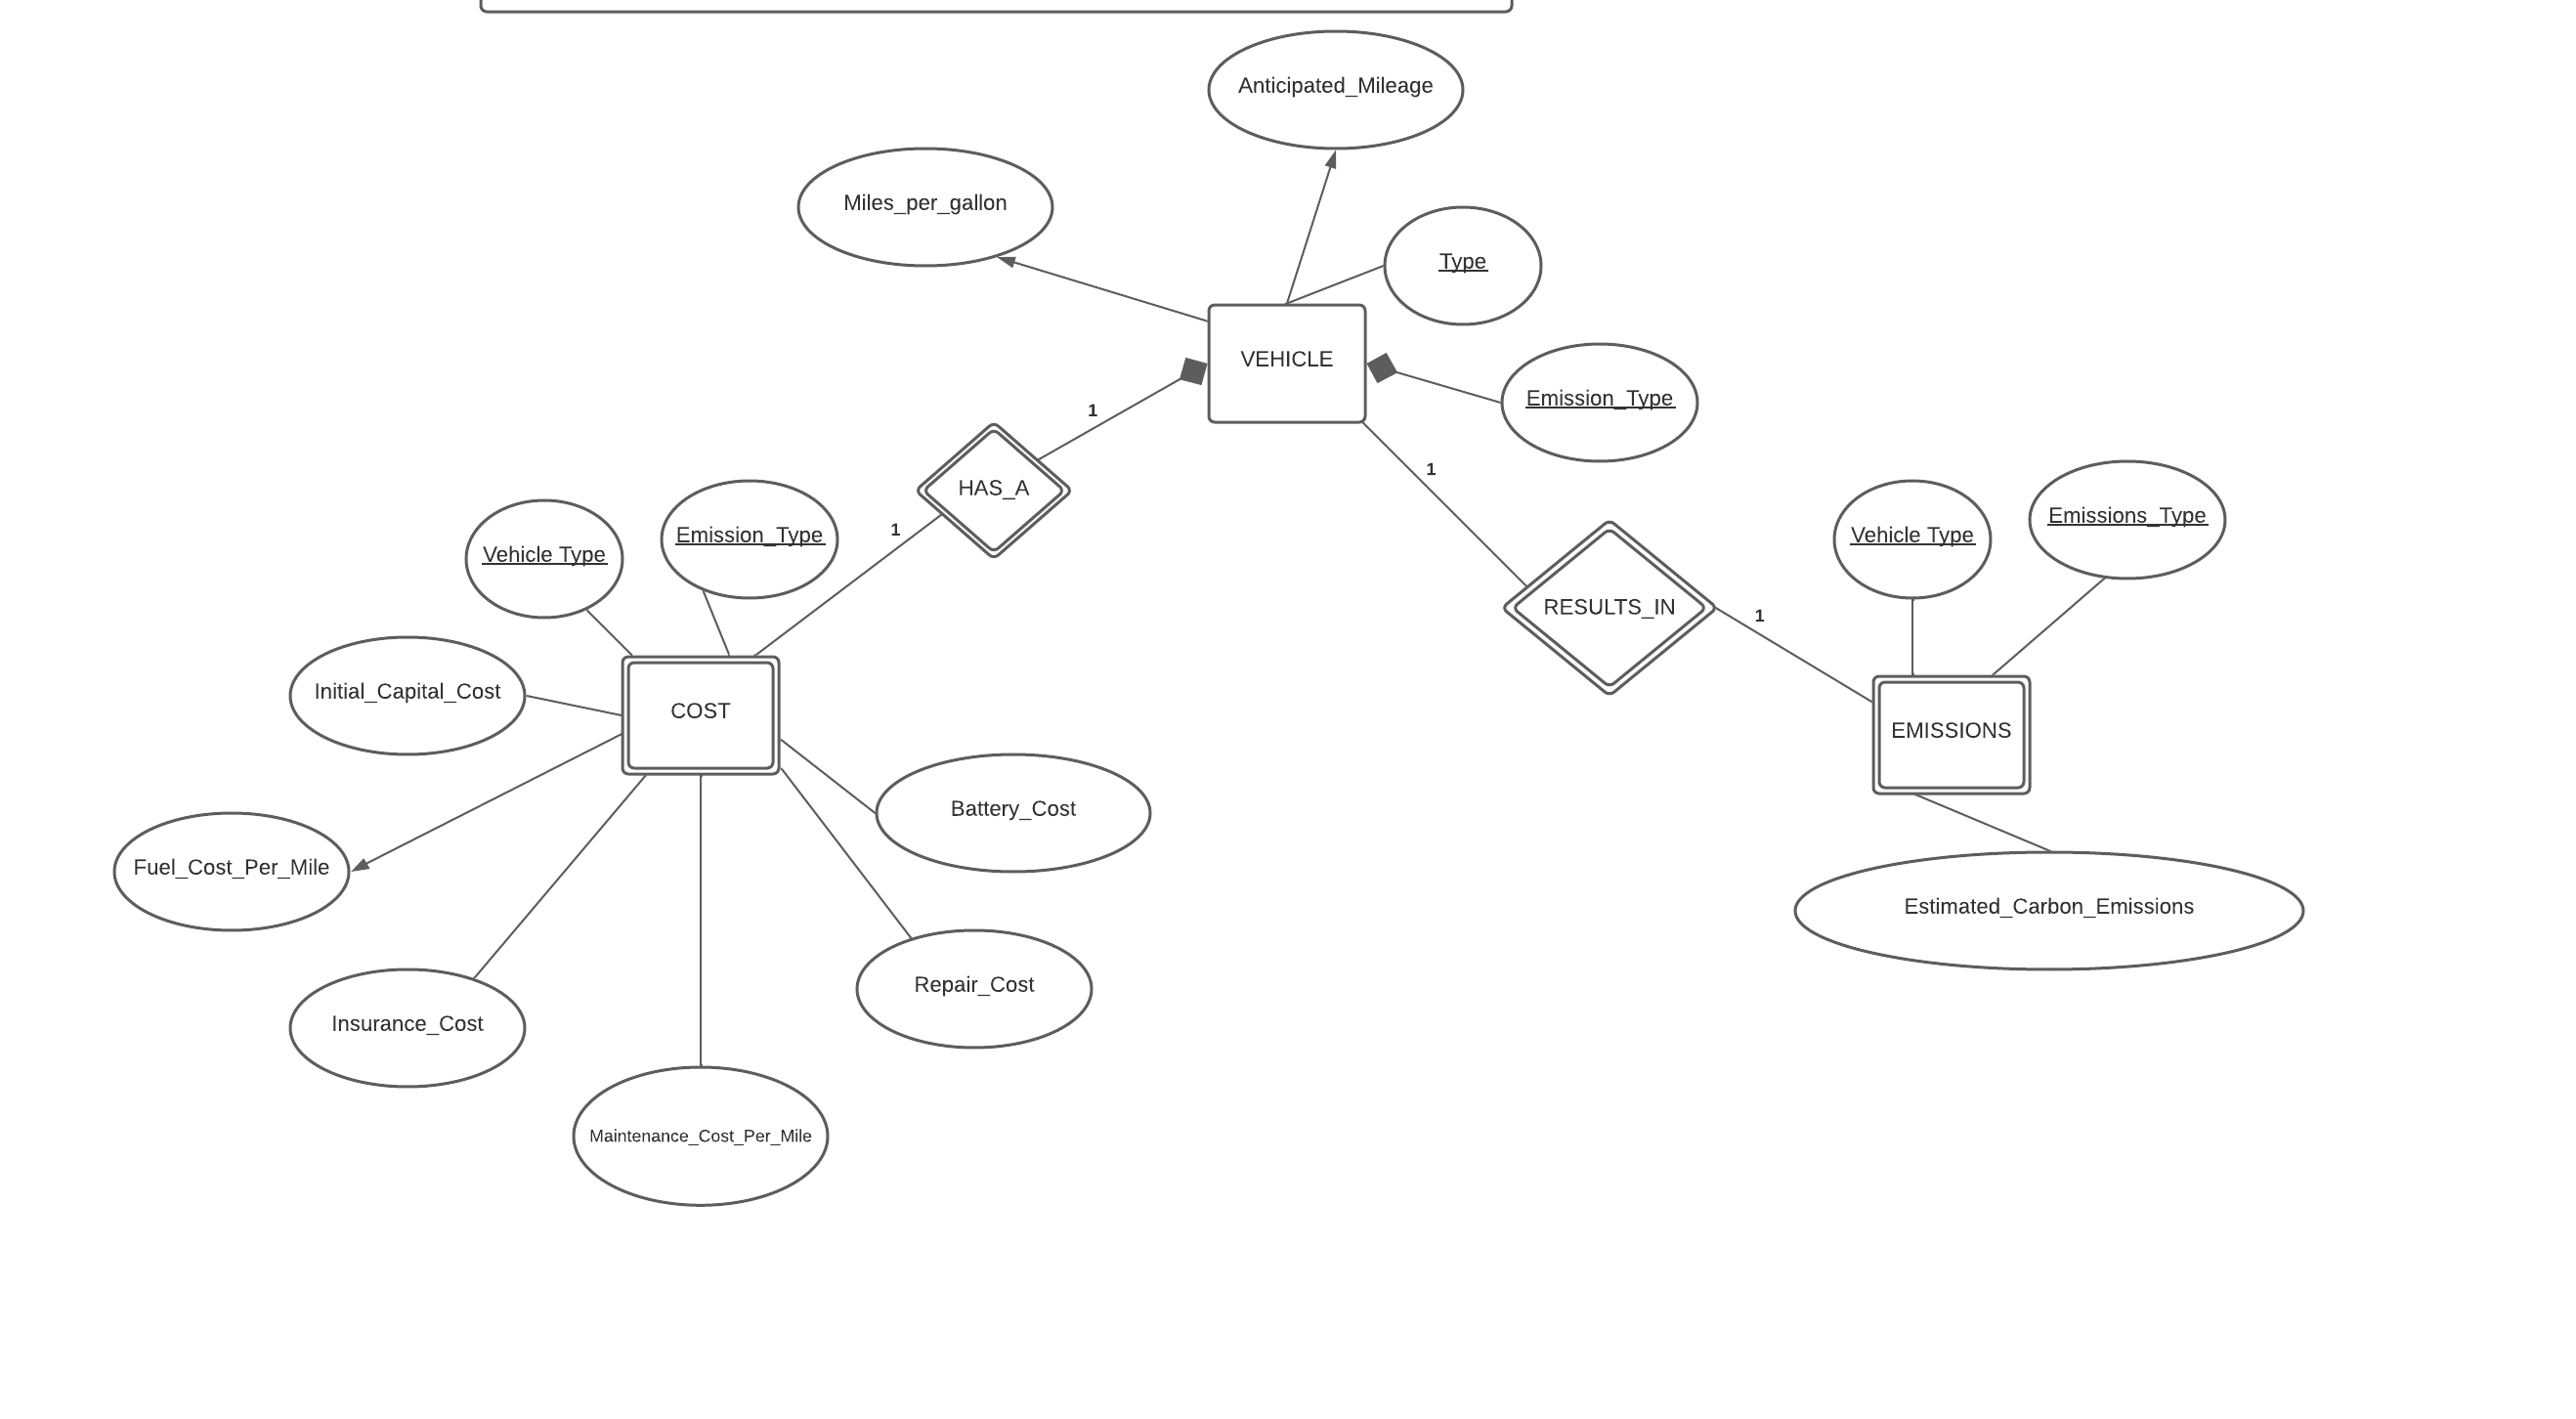 Anticipated_Mileage
Miles_per_gallon
Type
VEHICLE
Emission_Type
1
1
HAS_A
Vehicle Type
Emission_Type
1
Vehicle Type
Emissions_Type
RESULTS_IN
1
Initial_Capital_Cost
COST
EMISSIONS
Battery_Cost
Fuel_Cost_Per_Mile
Estimated_Carbon_Emissions
Repair_Cost
Insurance_Cost
Maintenance_Cost_Per_Mile